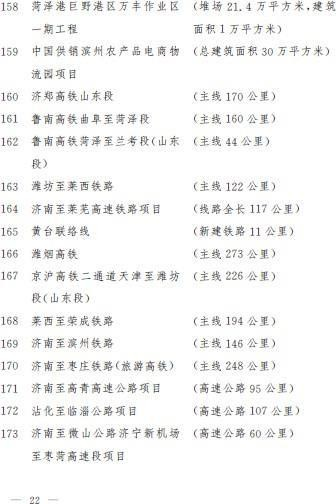 158 菏泽港巨野港区万丰作业区 (堆场 21.4 万平方米,建筑
一期工程 面积 1 万平方米)
159 中国供销滨州农产品电商物 (总建筑面积 30 万平方米)
流园项目
160 济郑高铁山东段 (主线 170 公里)
161 鲁南高铁曲阜至菏泽段 (主线 160 公里)
162 鲁南高铁菏泽至兰考段(山东 (主线 44 公里)
段)
163 潍坊至莱西铁路 (主线 122 公里)
164 济南至莱芜高速铁路项目 (线路全长 117 公里)
165 黄台联络线 (新建铁路 11 公里)
166 潍烟高铁 (主线 273 公里)
167 京沪高铁二通道天津至潍坊 (主线 226 公里)
段(山东段)
168 莱西至荣成铁路 (主线 194 公里)
169 济南至滨州铁路 (主线 146 公里)
170 济南至枣庄铁路(旅游高铁) (主线 248 公里)
171 济南至高青高速公路项目 (高速公路 95 公里)
172 沾化至临淄公路项目 (高速公路 107 公里)
173 济南至微山公路济宁新机场 (高速公路 60 公里)
至枣菏高速段项目
— 22 —